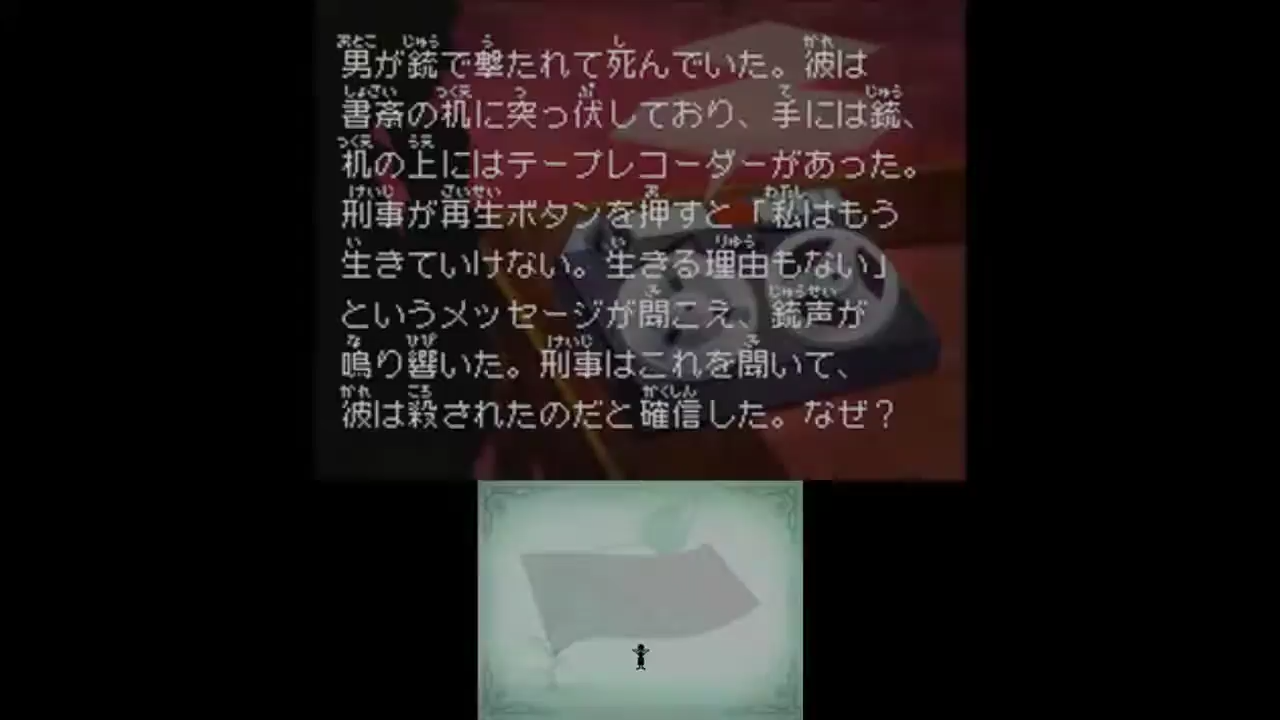 男が銃で撃たれて死んでいた。彼は
書斎の机に突っ伏しており、手には銃、
机の上にはテープレコーダーがあった。
刑事が再生ボタンを押すと「私はもう
生きていけない。生きる理由もない」
というメッセージが聞こえ、銃声が
鳴り響いた。刑事はこれを聞いて、
彼は殺されたのだと確信した。なぜ？